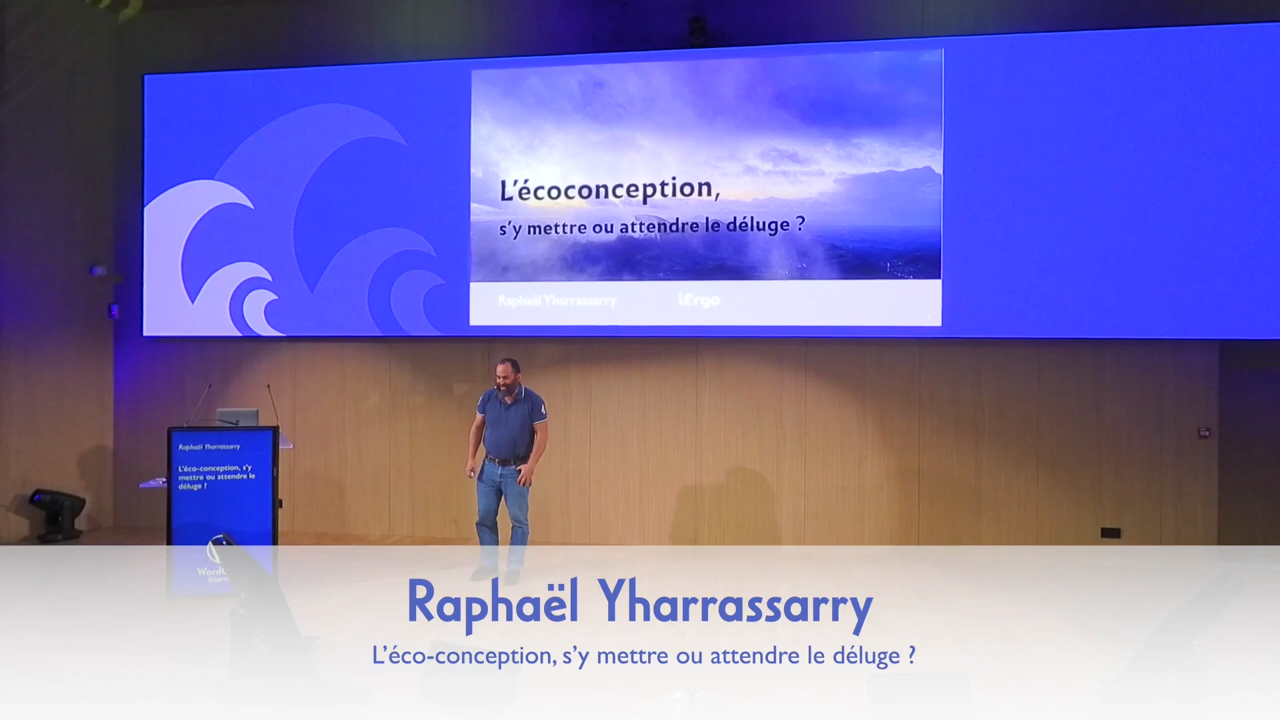 L'écoconception,
s'y mettre ou attendre le déluge ?
Raphaël Yharrassarry
iErgo
Raphaël Yharrassarry
L'éco-conception, s'y
mettre ou attendre le
déluge ?
Raphaël Yharrassarry
L'éco-conception, s'y mettre ou attendre le déluge ?